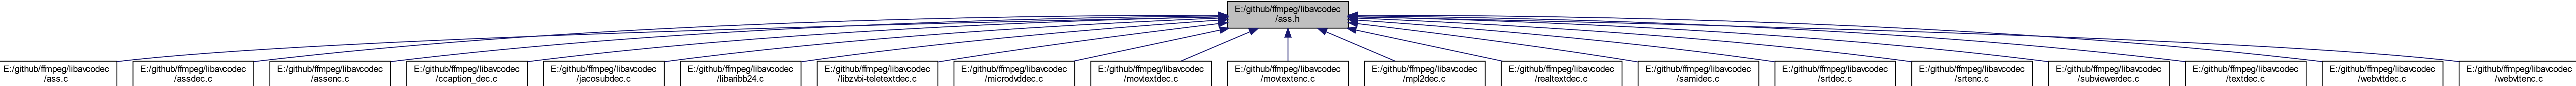 E:/github/ffmpeg/libavcodec
/ass.h
E:/github/ffmpeg/libavcodec
/ass.c
E:/github/ffmpeg/libavcodec
/assdec.c
E:/github/ffmpeg/libavcodec
/assenc.c
E:/github/ffmpeg/libavcodec
/ccaption_dec.c
E:/github/ffmpeg/libavcodec
/jacosubdec.c
E:/github/ffmpeg/libavcodec
/libaribb24.c
E:/github/ffmpeg/libavcodec
/libzvbi-teletextdec.c
E:/github/ffmpeg/libavcodec
/microdvddec.c
E:/github/ffmpeg/libavcodec
/movtextdec.c
E:/github/ffmpeg/libavcodec
/movtextenc.c
E:/github/ffmpeg/libavcodec
/mpl2dec.c
E:/github/ffmpeg/libavcodec
/realtextdec.c
E:/github/ffmpeg/libavcodec
/samidec.c
E:/github/ffmpeg/libavcodec
/srtdec.c
E:/github/ffmpeg/libavcodec
/srtenc.c
E:/github/ffmpeg/libavcodec
/subviewerdec.c
E:/github/ffmpeg/libavcodec
/textdec.c
E:/github/ffmpeg/libavcodec
/webvttdec.c
E:/github/ffmpeg/libavcodec
/webvttenc.c